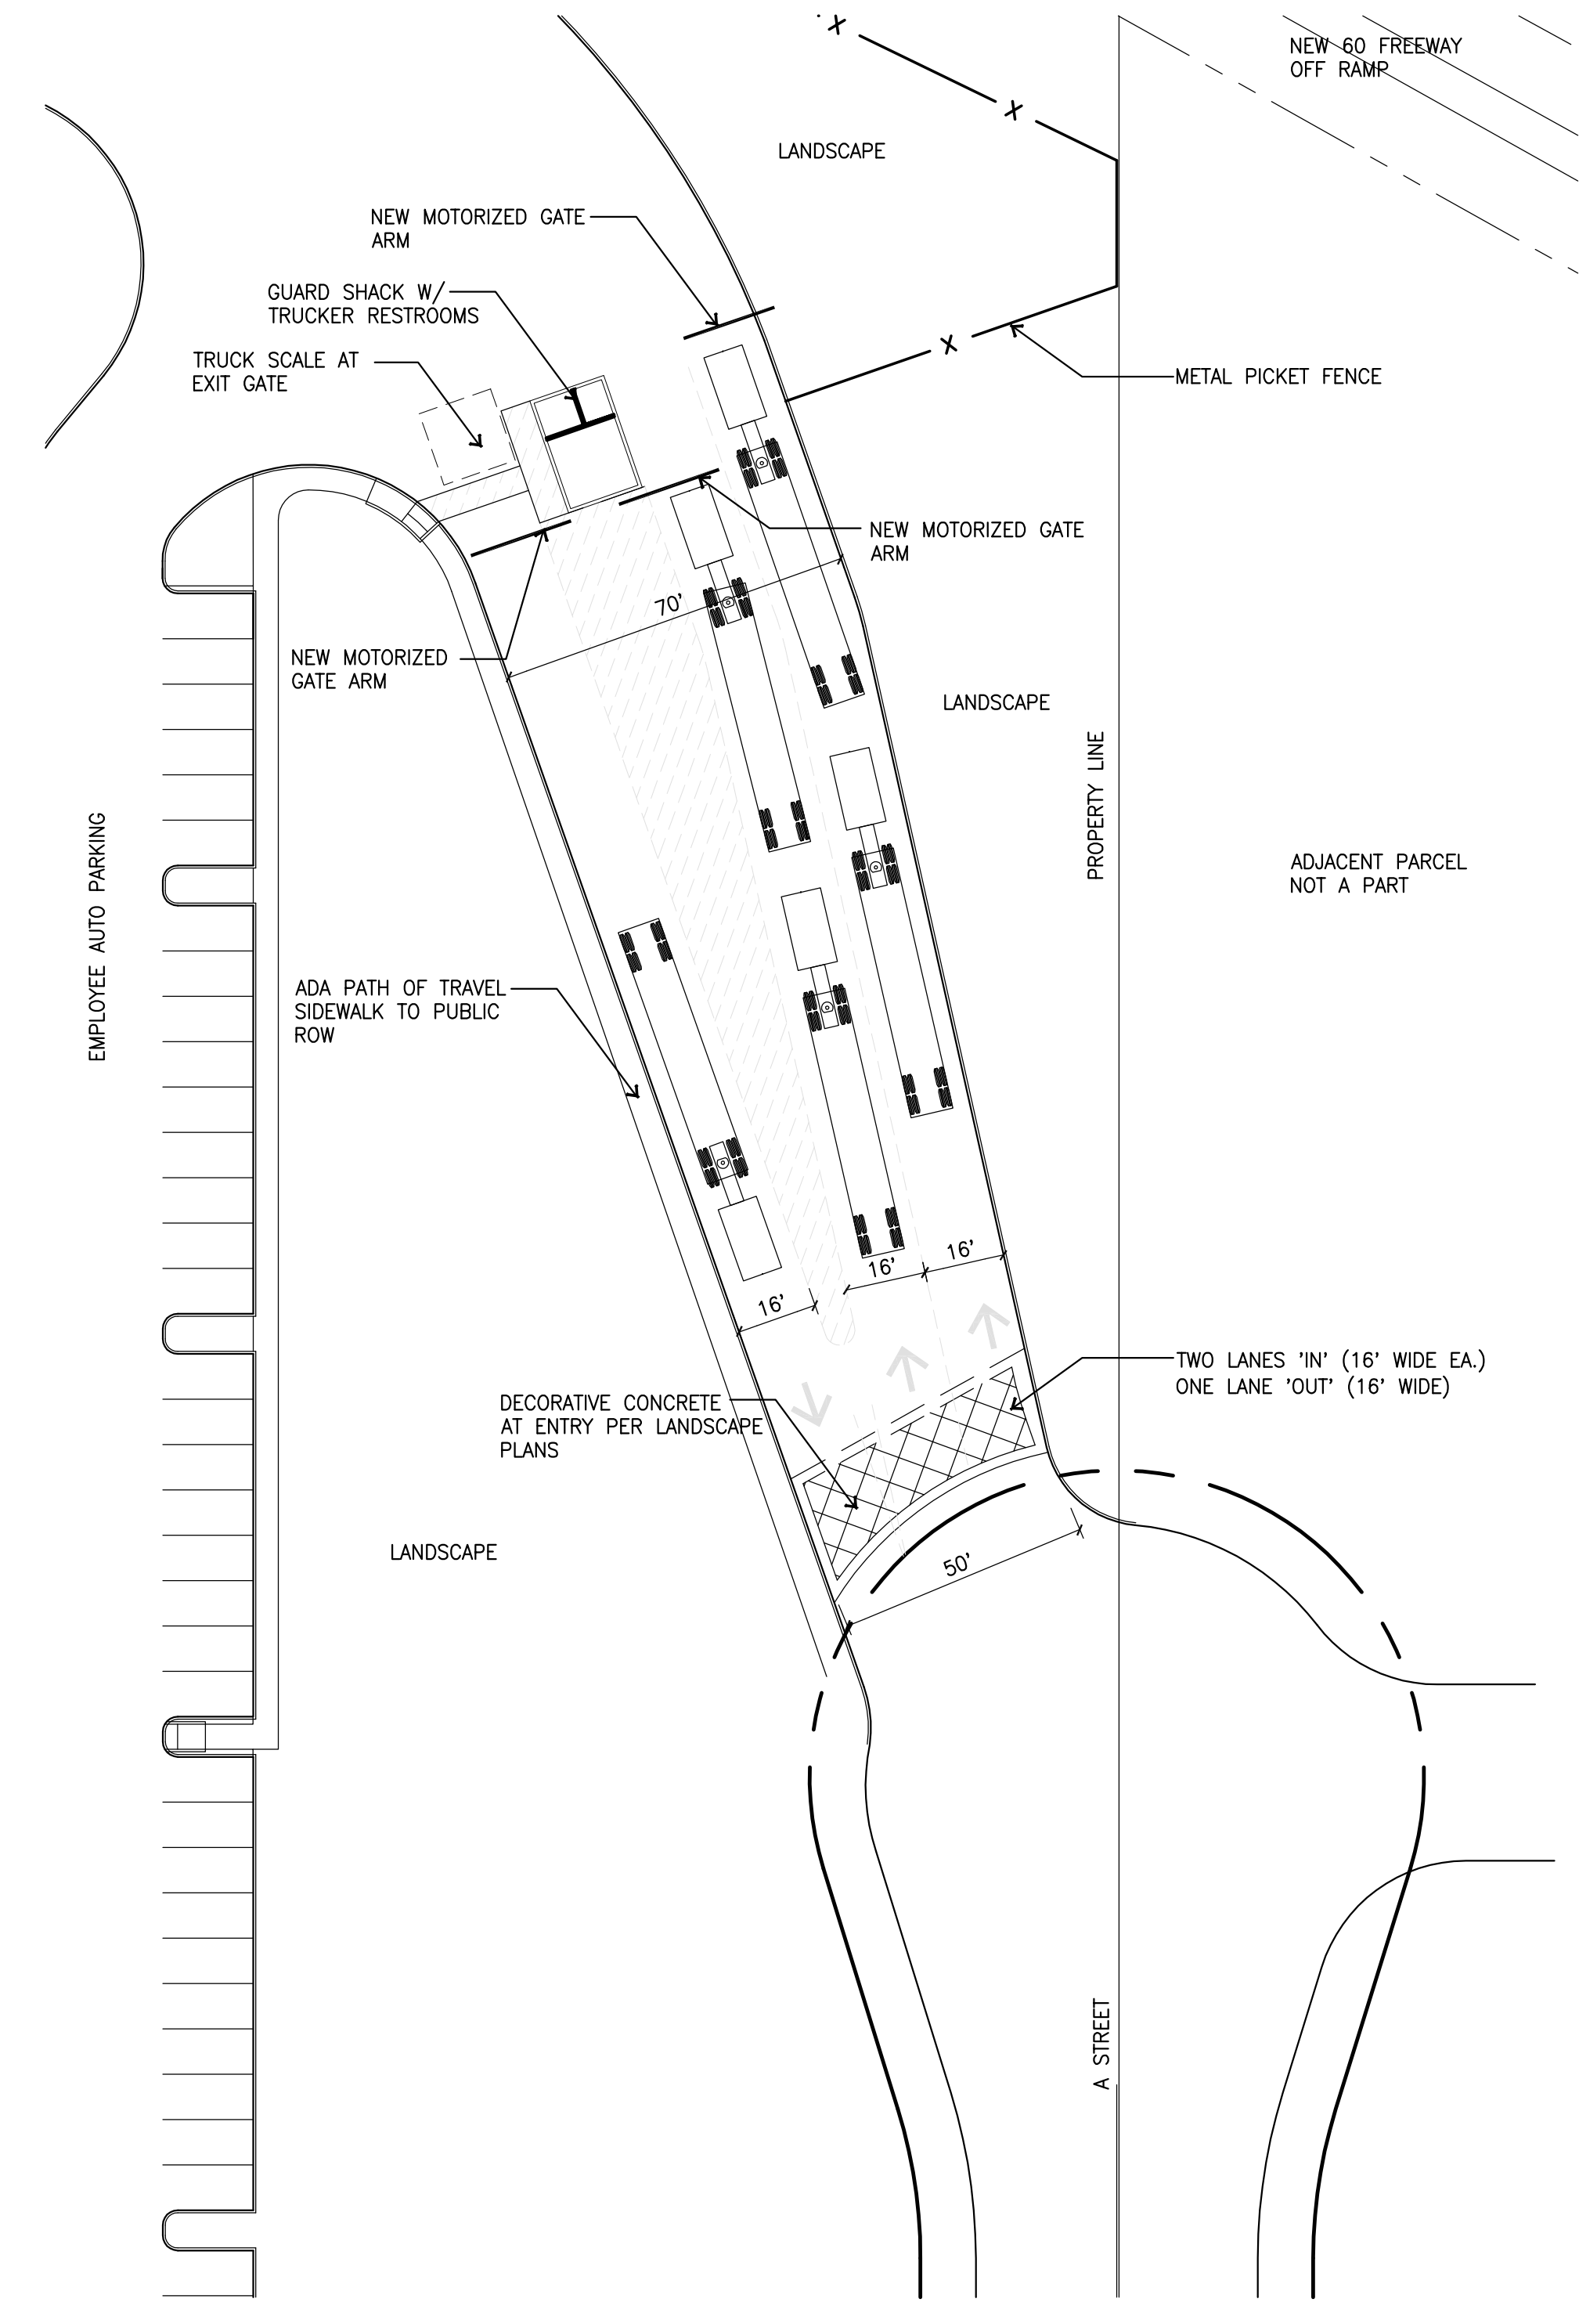 NEW 60 FREEWAY
OFF RAMP
LANDSCAPE
NEW MOTORIZED GATE
ARM
GUARD SHACK W/
TRUCKER RESTROOMS
TRUCK SCALE AT
EXIT GATE
METAL PICKET FENCE
NEW MOTORIZED GATE
ARM
70'
NEW MOTORIZED
GATE ARM
LANDSCAPE
PROPERTY LINE
EMPLOYEE AUTO PARKING
ADJACENT PARCEL
NOT A PART
ADA PATH OF TRAVEL
SIDEWALK TO PUBLIC
ROW
16'
16'
16'
TWO LANES 'IN' (16' WIDE EA.)
ONE LANE 'OUT' (16' WIDE)
DECORATIVE CONCRETE
AT ENTRY PER LANDSCAPE
PLANS
LANDSCAPE
50'
A STREET